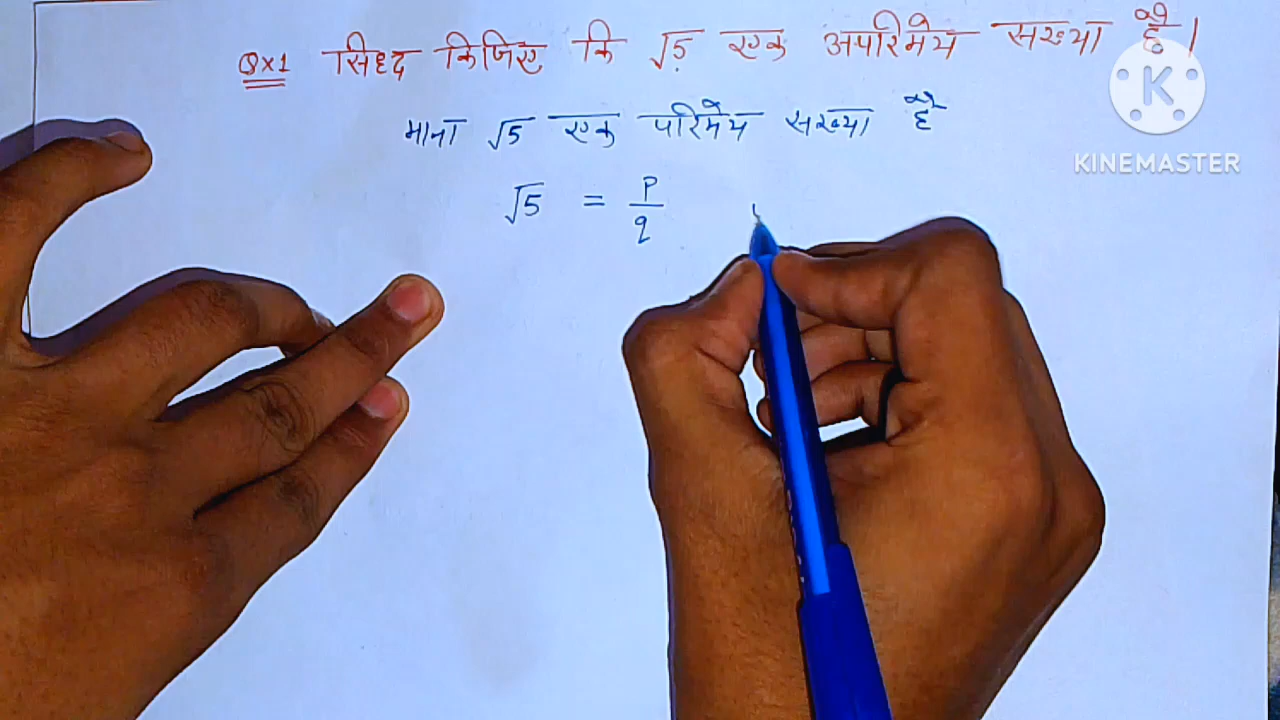 Q×1 सिध्द किजिए कि √5 एक अपरिमेय सख्या है।
माना √5 एक परिमेय सख्या है
√5 = p/q
K
KINEMASTER